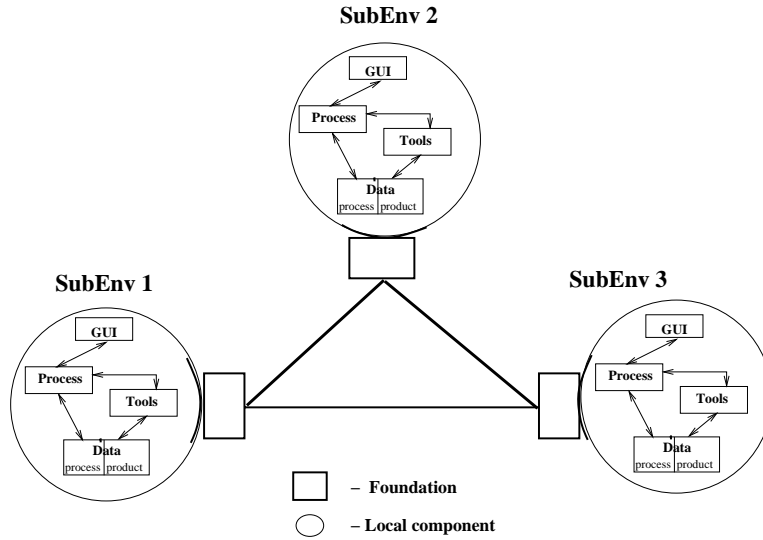 SubEnv 2
GUI
Process
Tools
Data
process product
SubEnv 1
GUI
Process
Tools
Data
process product
SubEnv 3
GUI
Process
Tools
Data
process product
– Foundation
– Local component